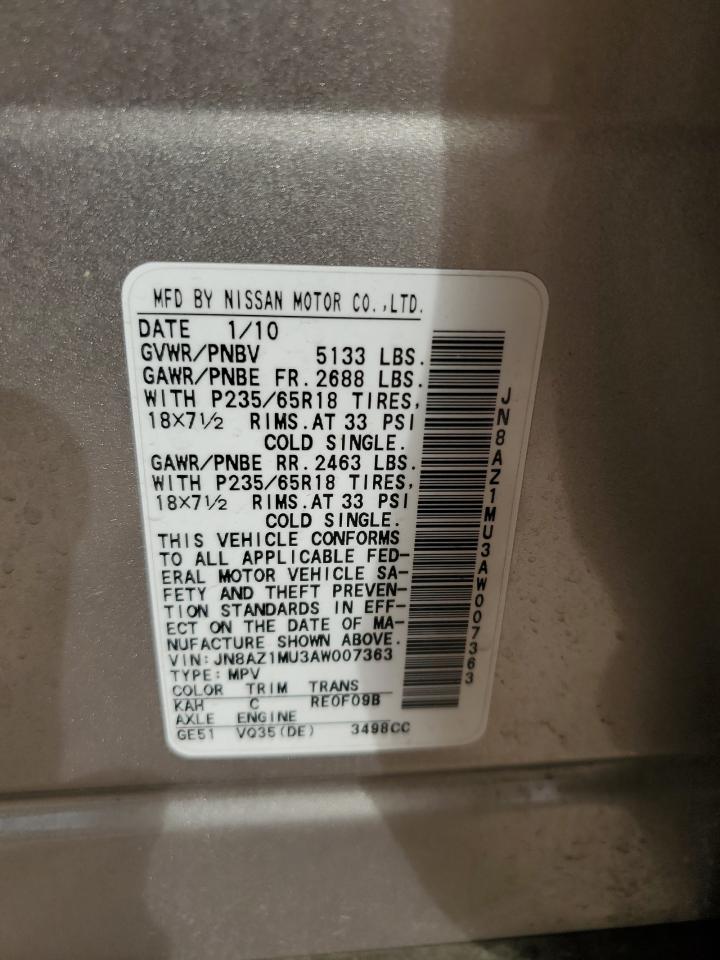 MFD BY NISSAN MOTOR CO.,LTD.
DATE 1/10
GVWR/PNBV 5133 LBS.
GAWR/PNBE FR. 2688 LBS.
WITH P235/65R18 TIRES,
18X7½ RIMS. AT 33 PSI
COLD SINGLE.
GAWR/PNBE RR. 2463 LBS.
WITH P235/65R18 TIRES,
18X7½ RIMS. AT 33 PSI
COLD SINGLE.
THIS VEHICLE CONFORMS
TO ALL APPLICABLE FED-
ERAL MOTOR VEHICLE SA-
FETY AND THEFT PREVEN-
TION STANDARDS IN EFF-
ECT ON THE DATE OF MA-
NUFACTURE SHOWN ABOVE.
VIN: JN8AZ1MU3AW007363
TYPE: MPV
COLOR TRIM TRANS
KAH C RE0F09B
AXLE ENGINE
GE51 VQ35(DE) 3498CC
JN8AZ1MU3AW007363